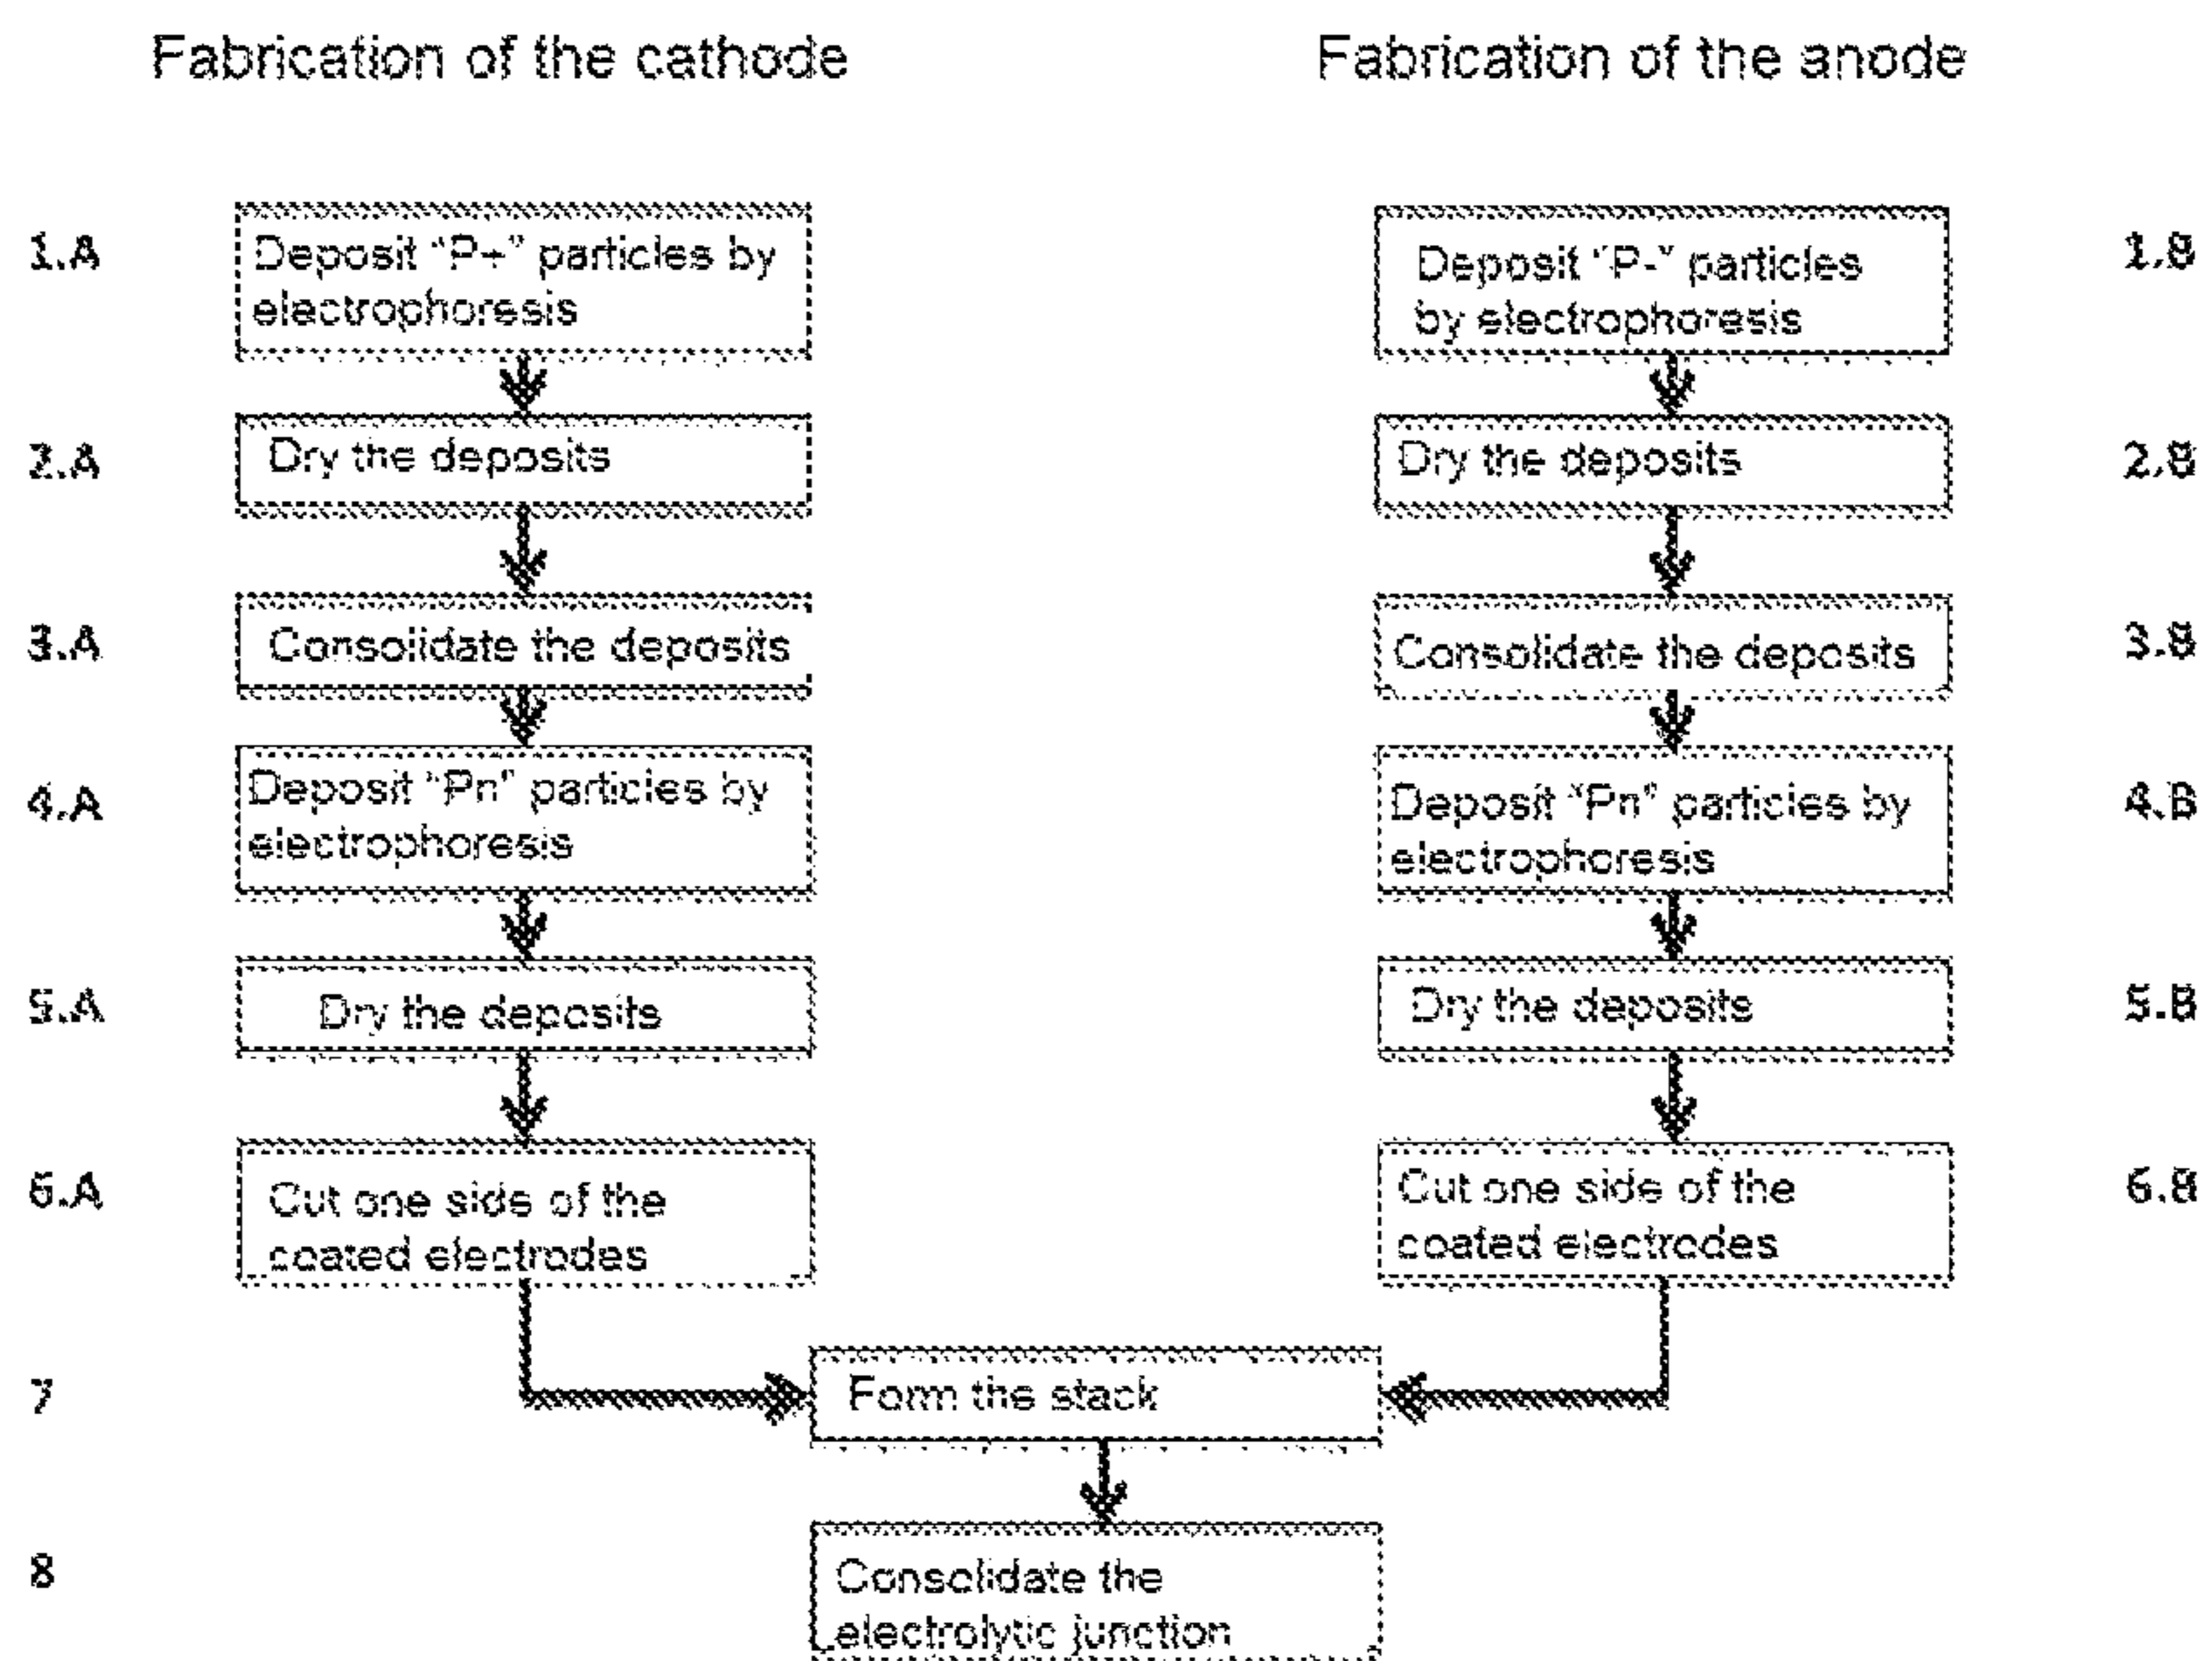 Fabrication of the cathode
Fabrication of the anode
1.A
Deposit "P+" particles by
electrophoresis
Deposit "P-" particles
by electrophoresis
1.B
2.A
Dry the deposits
Dry the deposits
2.B
3.A
Consolidate the deposits
Consolidate the deposits
3.B
4.A
Deposit "Pn" particles by
electrophoresis
Deposit "Pn" particles by
electrophoresis
4.B
5.A
Dry the deposits
Dry the deposits
5.B
6.A
Cut one side of the
coated electrodes
Cut one side of the
coated electrodes
6.B
7
Form the stack
8
Consolidate the
electrolytic junction